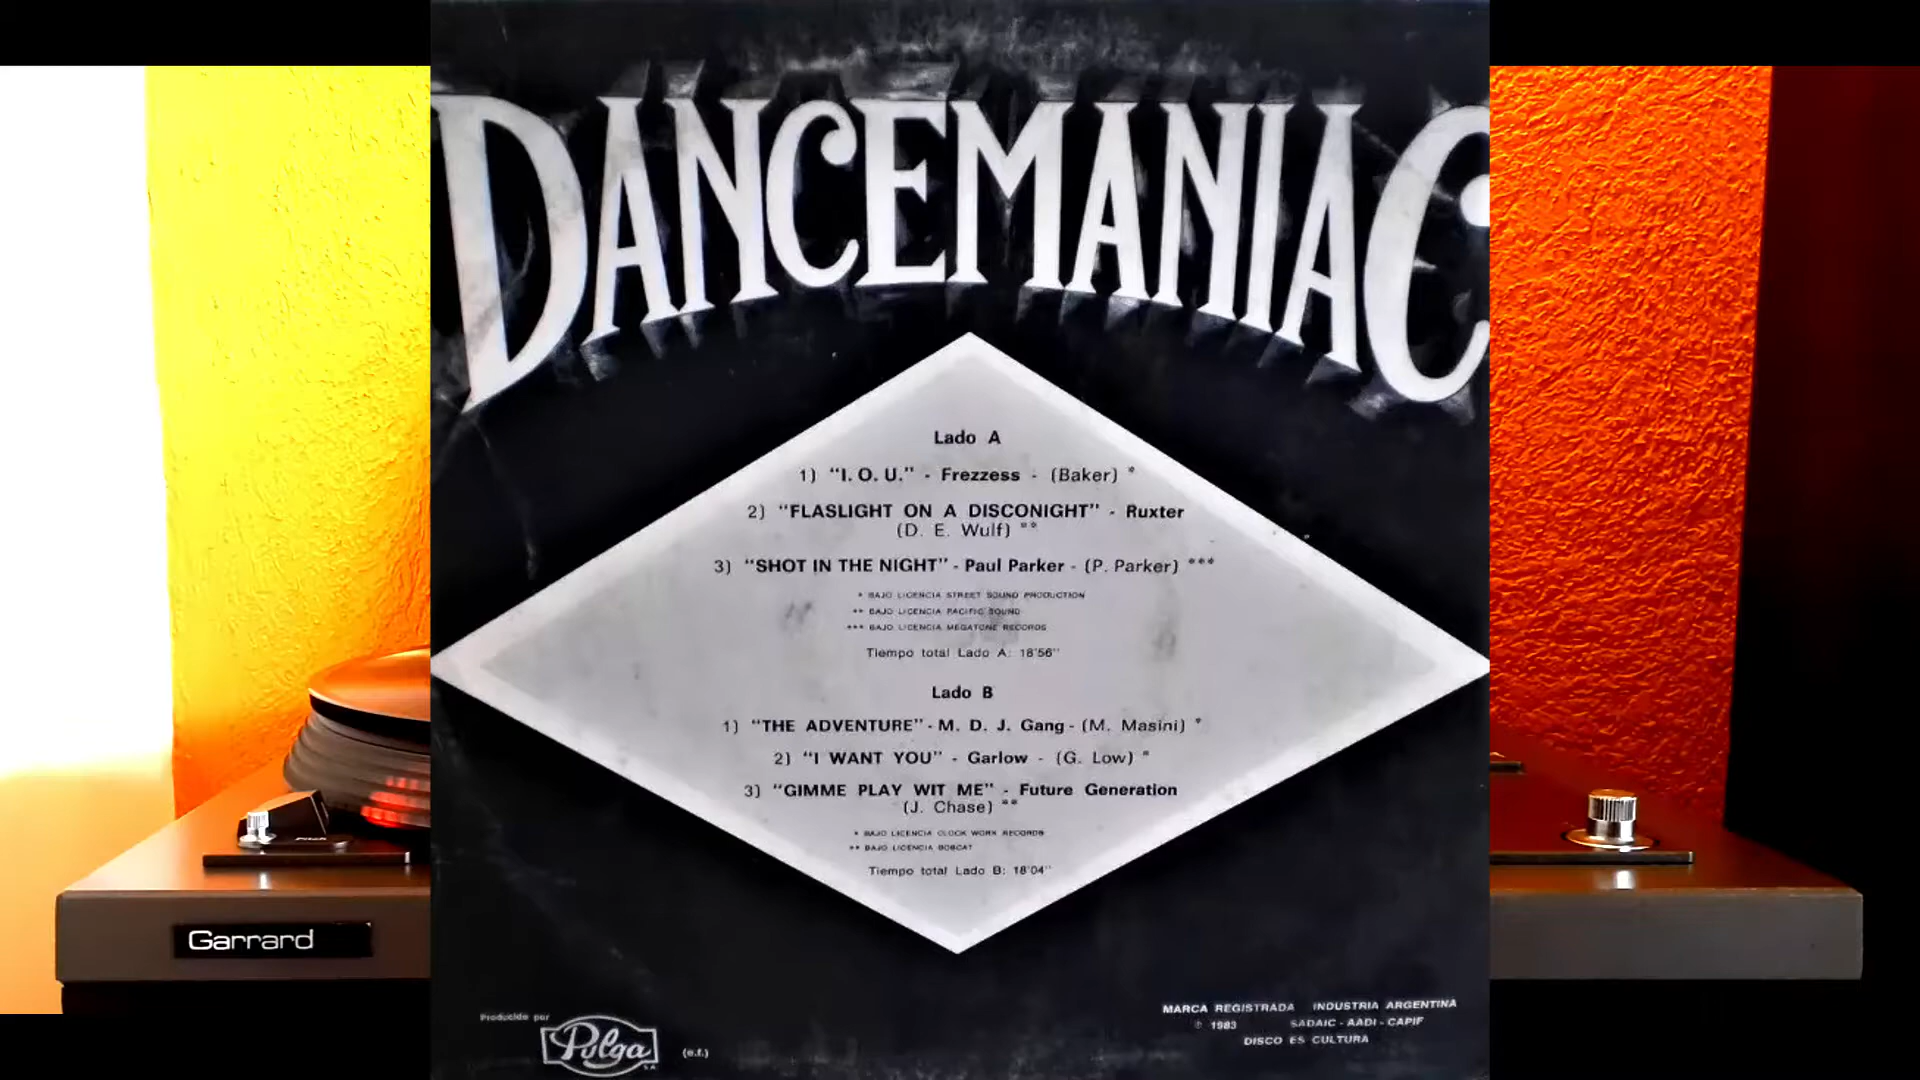 DANCEMANIAC
Lado A
1) "I. O. U." - Frezzess - (Baker) *
2) "FLASLIGHT ON A DISCONIGHT" - Ruxter
(D. E. Wulf) **
3) "SHOT IN THE NIGHT" - Paul Parker - (P. Parker) ***
* BAJO LICENCIA STREET SOUND PRODUCTION
** BAJO LICENCIA PACIFIC SOUND
*** BAJO LICENCIA MEGATONE RECORDS
Tiempo total Lado A: 18'56"
Lado B
1) "THE ADVENTURE" - M. D. J. Gang - (M. Masini) *
2) "I WANT YOU" - Garlow - (G. Low) *
3) "GIMME PLAY WIT ME" - Future Generation
(J. Chase) **
* BAJO LICENCIA CLOCK WORK RECORDS
** BAJO LICENCIA BOBCAT
Tiempo total Lado B: 18'04"
Pitch
Garrard
Producido por
Pulga
S.A.
(e.f.)
MARCA REGISTRADA INDUSTRIA ARGENTINA
℗ 1983 SADAIC - AADI - CAPIF
DISCO ES CULTURA